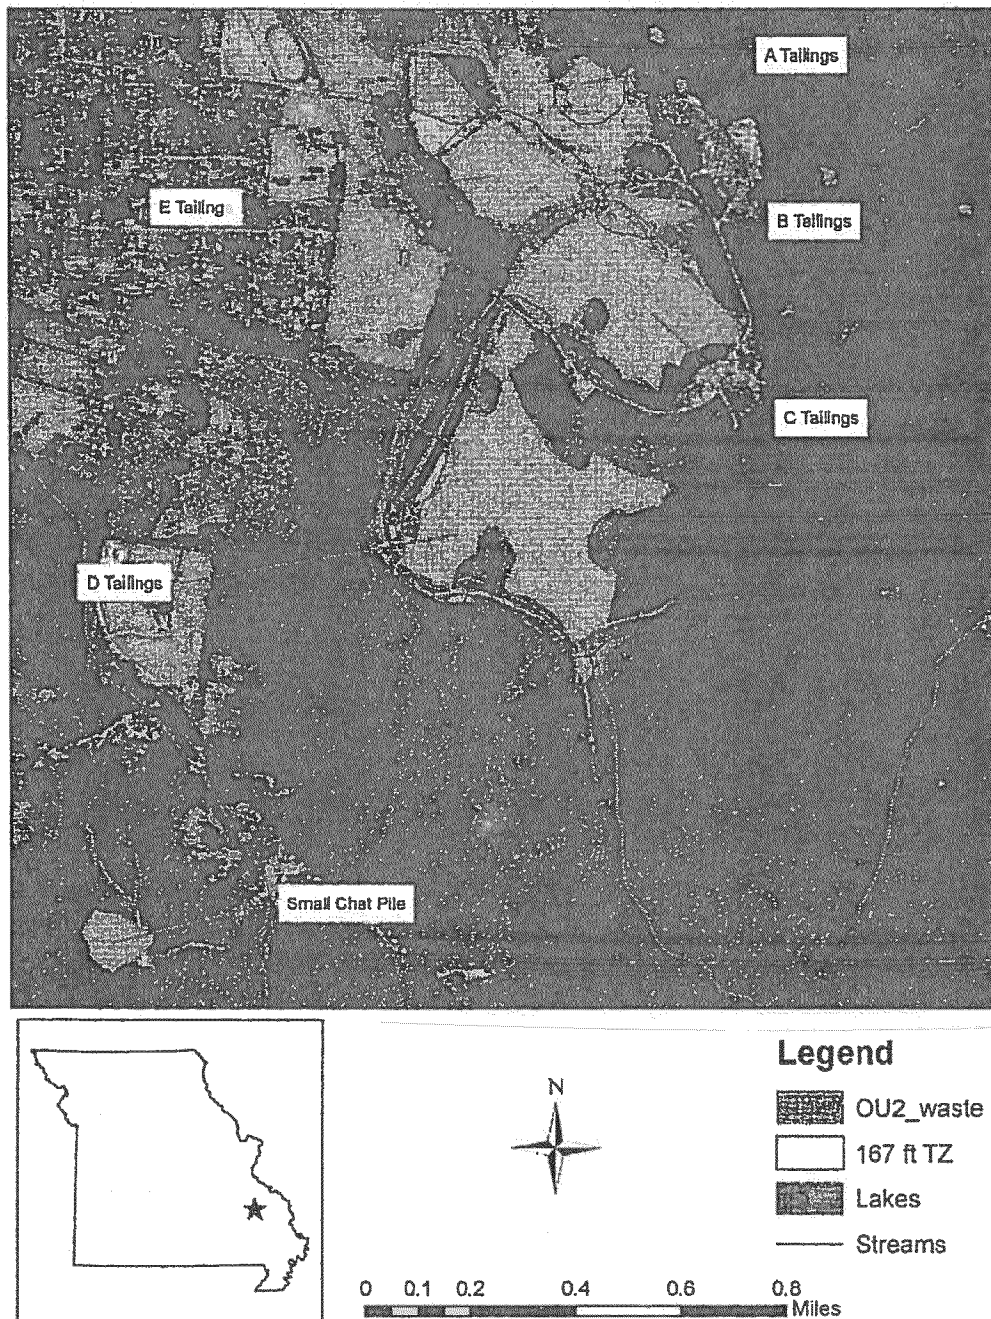 A Tailings
E Tailings
B Tailings
C Tailings
D Tailings
Small Chat Pile
Legend
N
OU2_waste
167 ft TZ
Lakes
Streams
0 0.1 0.2 0.4 0.6 0.8
Miles